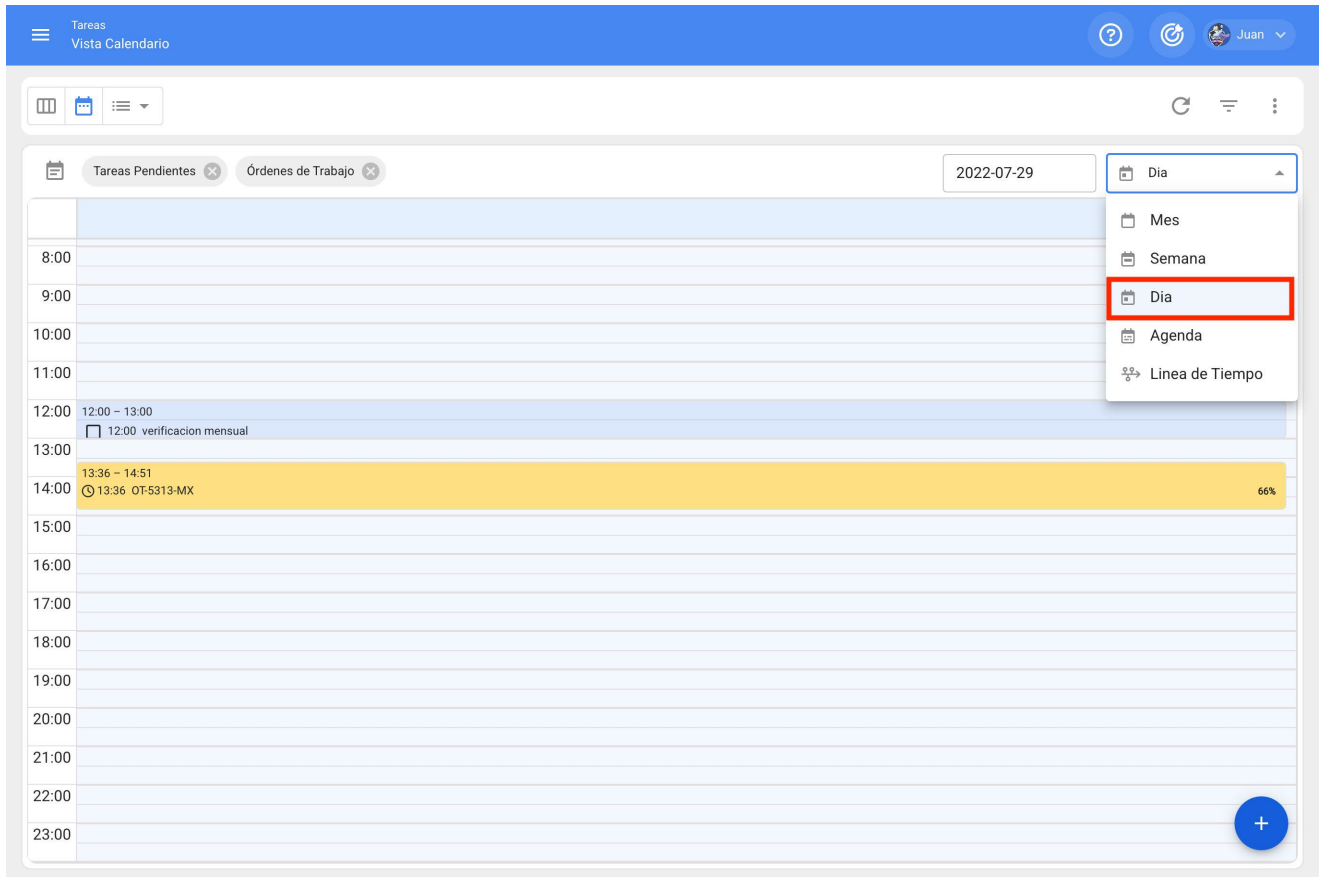 Tareas
Vista Calendario
Juan
Tareas Pendientes
Órdenes de Trabajo
2022-07-29
Dia
Mes
Semana
Dia
Agenda
Linea de Tiempo
8:00
9:00
10:00
11:00
12:00
12:00 – 13:00
12:00 verificacion mensual
13:00
13:36 – 14:51
14:00
13:36 OT-5313-MX
66%
15:00
16:00
17:00
18:00
19:00
20:00
21:00
22:00
23:00